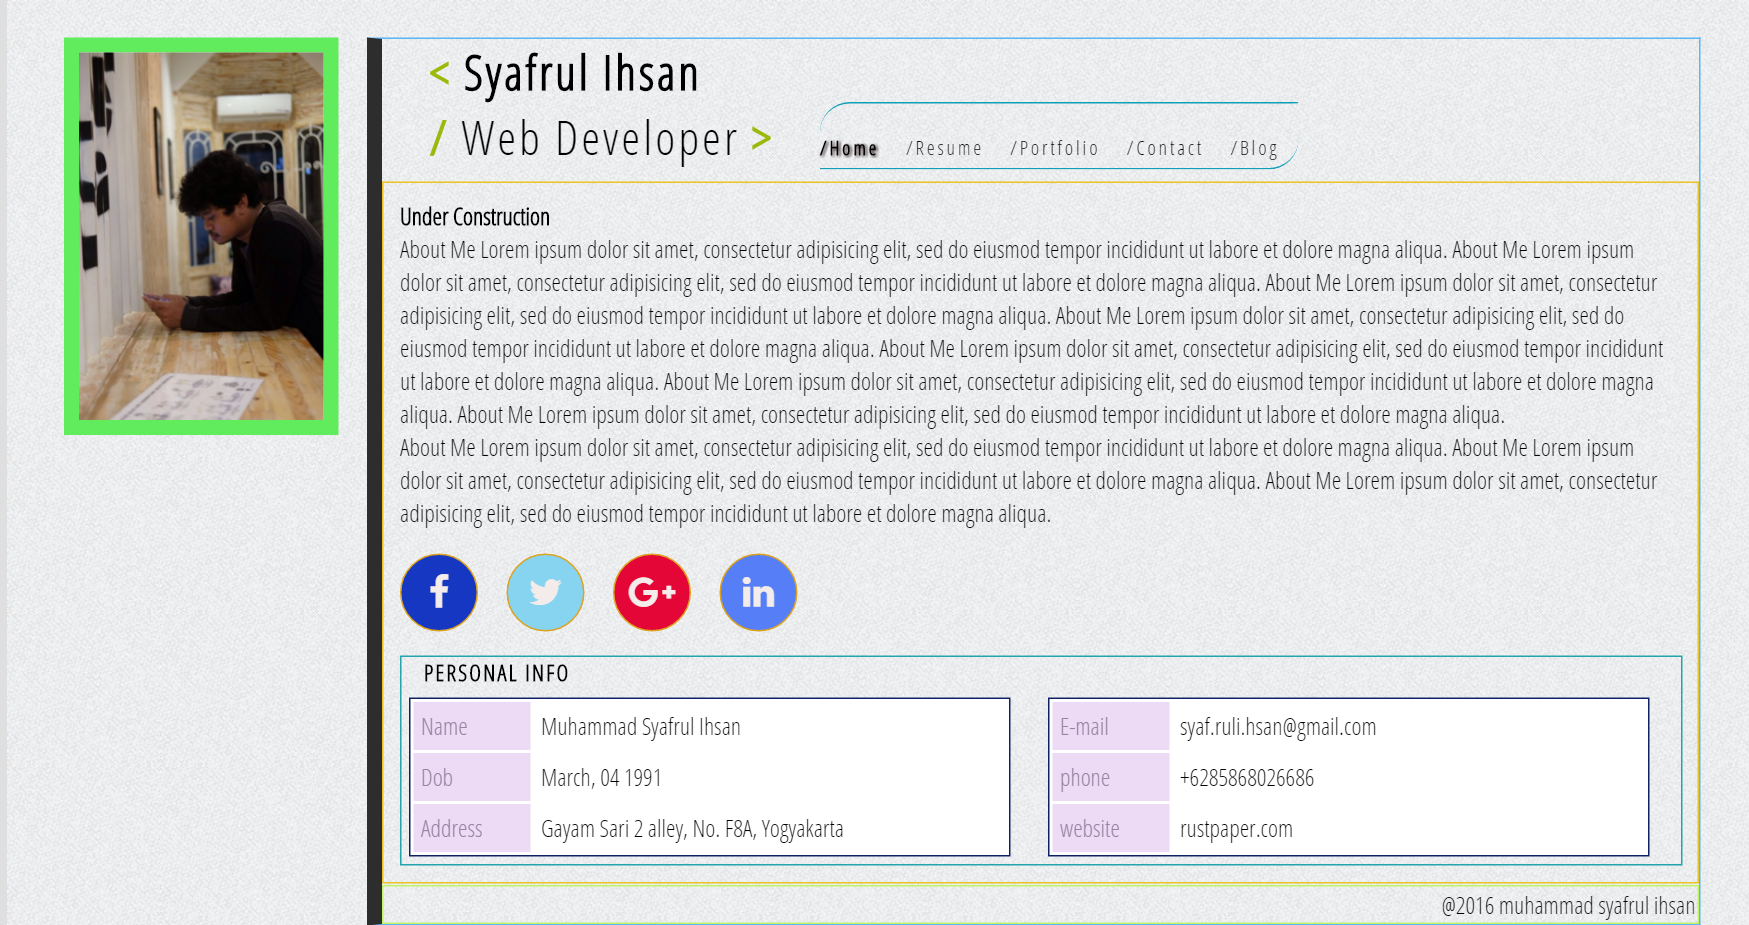 < Syafrul Ihsan
/ Web Developer >
/Home /Resume /Portfolio /Contact /Blog
Under Construction
About Me Lorem ipsum dolor sit amet, consectetur adipisicing elit, sed do eiusmod tempor incididunt ut labore et dolore magna aliqua. About Me Lorem ipsum
dolor sit amet, consectetur adipisicing elit, sed do eiusmod tempor incididunt ut labore et dolore magna aliqua. About Me Lorem ipsum dolor sit amet, consectetur
adipisicing elit, sed do eiusmod tempor incididunt ut labore et dolore magna aliqua. About Me Lorem ipsum dolor sit amet, consectetur adipisicing elit, sed do
eiusmod tempor incididunt ut labore et dolore magna aliqua. About Me Lorem ipsum dolor sit amet, consectetur adipisicing elit, sed do eiusmod tempor incididunt
ut labore et dolore magna aliqua. About Me Lorem ipsum dolor sit amet, consectetur adipisicing elit, sed do eiusmod tempor incididunt ut labore et dolore magna
aliqua. About Me Lorem ipsum dolor sit amet, consectetur adipisicing elit, sed do eiusmod tempor incididunt ut labore et dolore magna aliqua.
About Me Lorem ipsum dolor sit amet, consectetur adipisicing elit, sed do eiusmod tempor incididunt ut labore et dolore magna aliqua. About Me Lorem ipsum
dolor sit amet, consectetur adipisicing elit, sed do eiusmod tempor incididunt ut labore et dolore magna aliqua. About Me Lorem ipsum dolor sit amet, consectetur
adipisicing elit, sed do eiusmod tempor incididunt ut labore et dolore magna aliqua.
f G+ in
PERSONAL INFO
Name Muhammad Syafrul Ihsan
Dob March, 04 1991
Address Gayam Sari 2 alley, No. F8A, Yogyakarta
E-mail syaf.ruli.hsan@gmail.com
phone +6285868026686
website rustpaper.com
@2016 muhammad syafrul ihsan